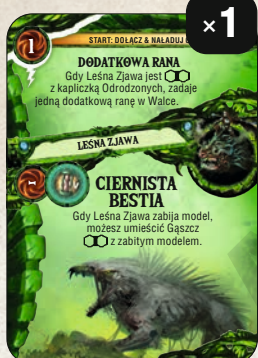 ×1
1
START: DOŁĄCZ & NAŁADUJ
DODATKOWA RANA
Gdy Leśna Zjawa jest
z kapliczką Odrodzonych, zadaje
jedną dodatkową ranę w Walce.
LEŚNA ZJAWA
1
CIERNISTA
BESTIA
Gdy Leśna Zjawa zabija model,
możesz umieścić Gąszcz
z zabitym modelem.